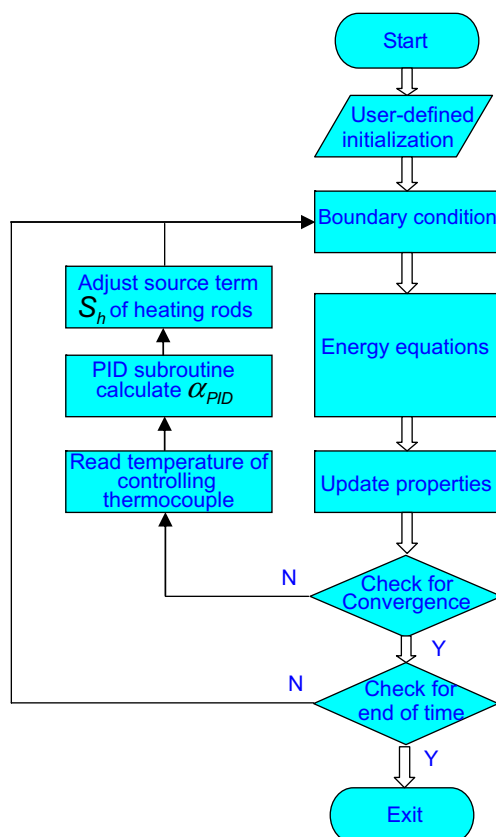 Start
User-defined
initialization
Boundary condition
Adjust source term
S_h of heating rods
Energy equations
PID subroutine
calculate α_PID
Read temperature of
controlling
thermocouple
Update properties
N
Check for
Convergence
Y
N
Check for
end of time
Y
Exit